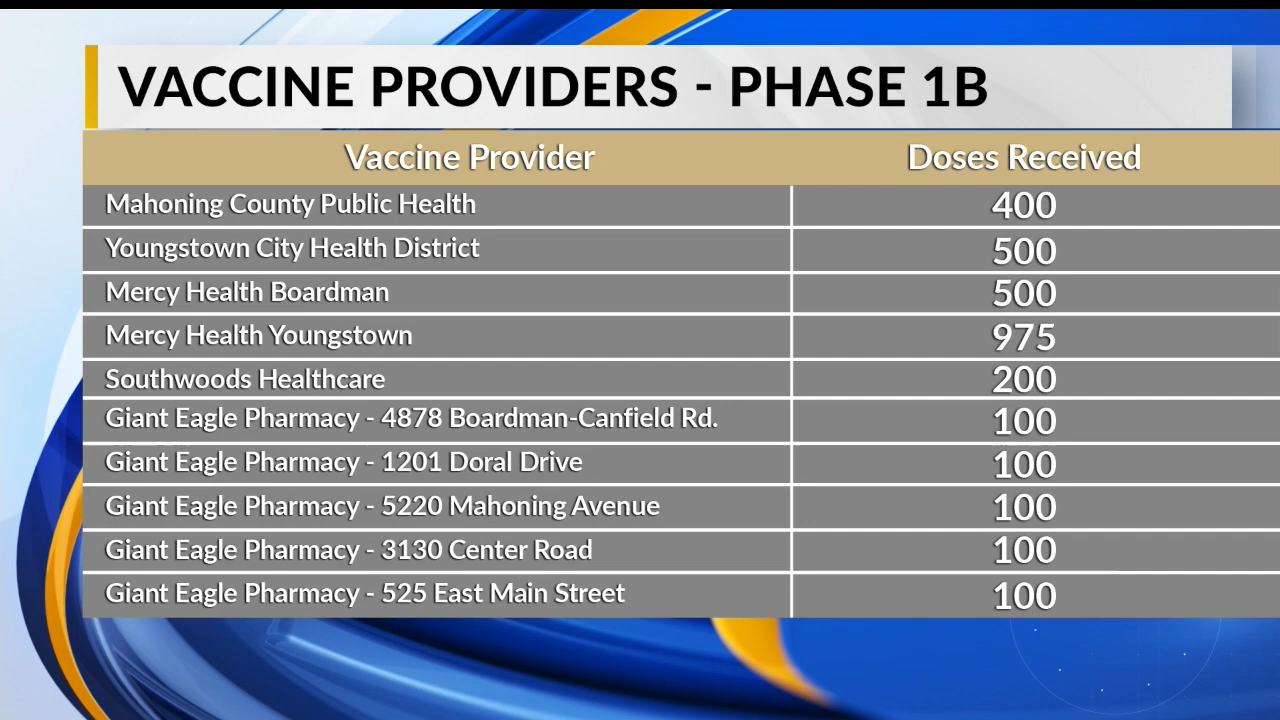 VACCINE PROVIDERS - PHASE 1B
Vaccine Provider Doses Received
Mahoning County Public Health 400
Youngstown City Health District 500
Mercy Health Boardman 500
Mercy Health Youngstown 975
Southwoods Healthcare 200
Giant Eagle Pharmacy - 4878 Boardman-Canfield Rd. 100
Giant Eagle Pharmacy - 1201 Doral Drive 100
Giant Eagle Pharmacy - 5220 Mahoning Avenue 100
Giant Eagle Pharmacy - 3130 Center Road 100
Giant Eagle Pharmacy - 525 East Main Street 100